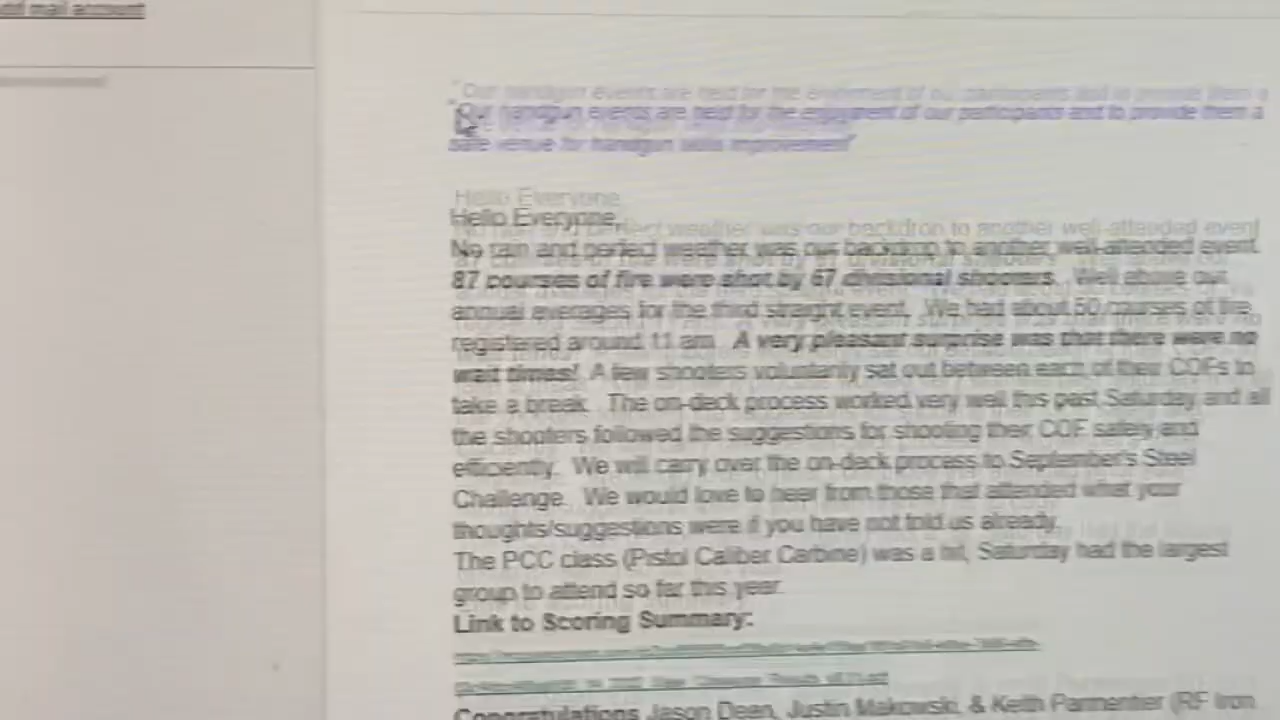 add mail account
"Our handgun events are held for the enjoyment of our participants and to provide them a
safe venue for handgun skills improvement"
Hello Everyone,
No rain and perfect weather was our backdrop to another well-attended event.
87 courses of fire were shot by 67 divisional shooters. Well above our
annual averages for the third straight event. We had about 50 courses of fire
registered around 11 am. A very pleasant surprise was that there were no
wait times! A few shooters voluntarily sat out between each of their COFs to
take a break. The on-deck process worked very well this past Saturday and all
the shooters followed the suggestions for shooting their COF safely and
efficiently. We will carry over the on-deck process to September's Steel
Challenge. We would love to hear from those that attended what your
thoughts/suggestions were if you have not told us already.
The PCC class (Pistol Caliber Carbine) was a hit, Saturday had the largest
group to attend so far this year.
Link to Scoring Summary:
Congratulations Jason Deen, Justin Makowski, & Keith Parmentier (RF Iron